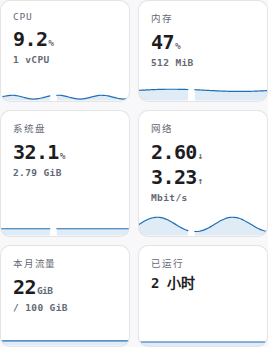 CPU
9.2%
1 vCPU
内存
47%
512 MiB
系统盘
32.1%
2.79 GiB
网络
2.60↓
3.23↑
Mbit/s
本月流量
22GiB
/ 100 GiB
已运行
2 小时